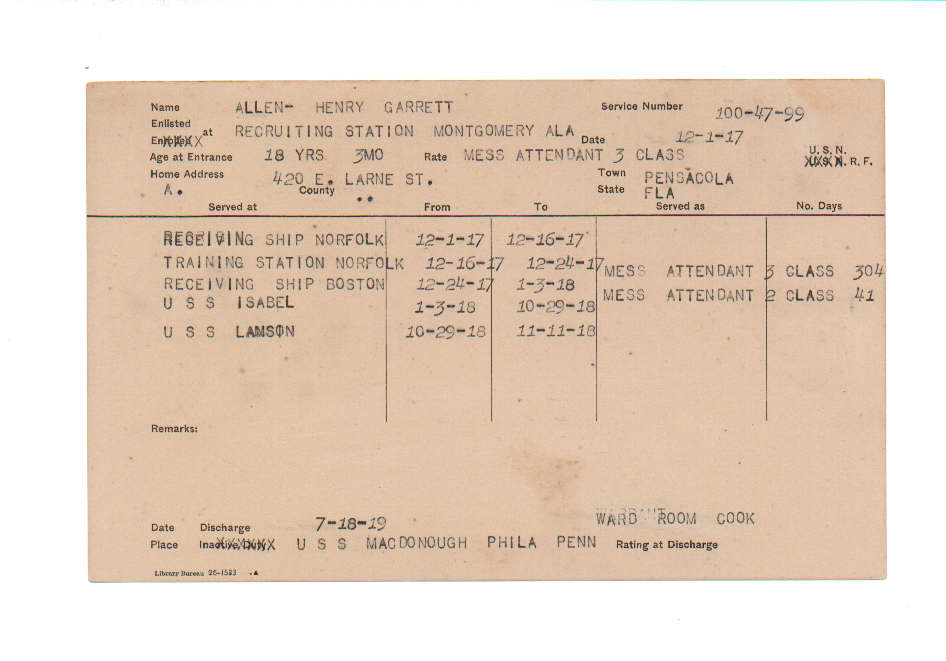 Name ALLEN- HENRY GARRETT Service Number 100-47-99
Enlisted
Enrolled at RECRUITING STATION MONTGOMERY ALA Date 12-1-17
Age at Entrance 18 YRS 3MO Rate MESS ATTENDANT 3 CLASS U.S.N.
U.S.N.R.F.
Home Address 420 E. LARNE ST. Town PENSACOLA
A. County .. State FLA
Served at From To Served as No. Days
RECEIVING SHIP NORFOLK 12-1-17 12-16-17
TRAINING STATION NORFOLK 12-16-17 12-24-17 MESS ATTENDANT 3 CLASS 304
RECEIVING SHIP BOSTON 12-24-17 1-3-18
MESS ATTENDANT 2 CLASS 41
U S S ISABEL 1-3-18 10-29-18
U S S LAMSON 10-29-18 11-11-18
Remarks:
Date Discharge 7-18-19 WARD ROOM COOK
Place Inactive Duty U S S MACDONOUGH PHILA PENN Rating at Discharge
Library Bureau 26-1523